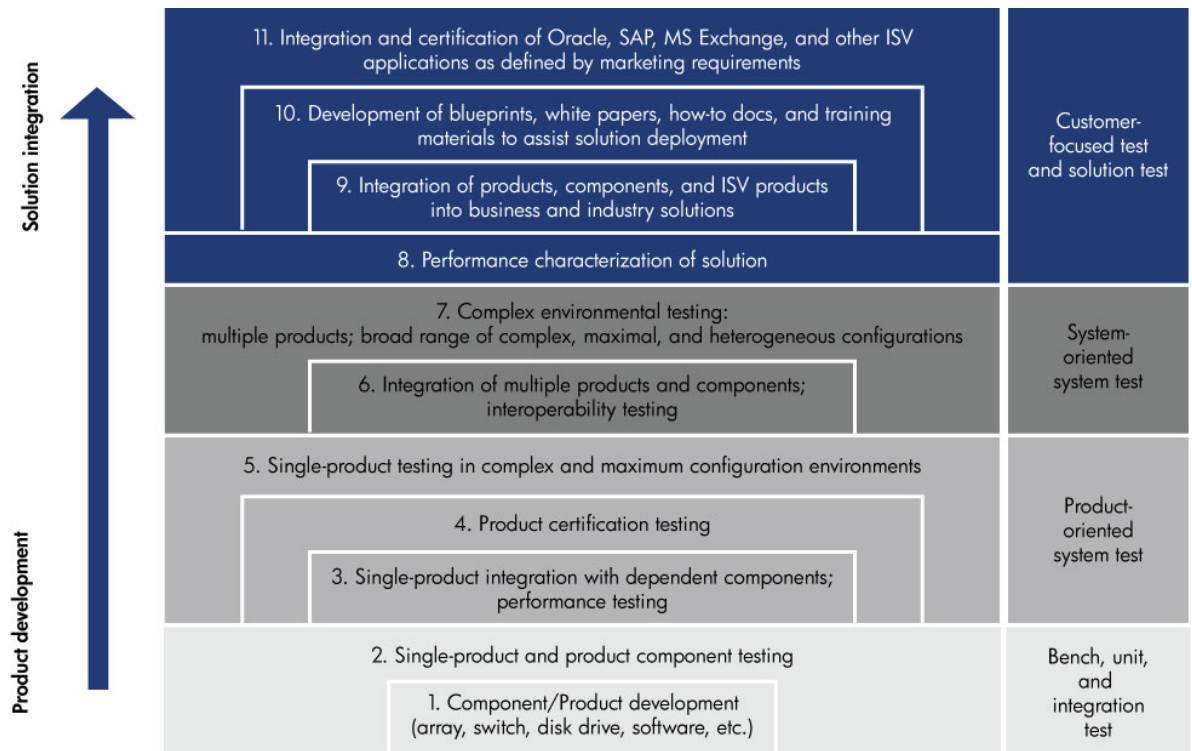 Solution integration
Product development
11. Integration and certification of Oracle, SAP, MS Exchange, and other ISV
applications as defined by marketing requirements
10. Development of blueprints, white papers, how-to docs, and training
materials to assist solution deployment
9. Integration of products, components, and ISV products
into business and industry solutions
8. Performance characterization of solution
Customer-
focused test
and solution test
7. Complex environmental testing:
multiple products; broad range of complex, maximal, and heterogeneous configurations
6. Integration of multiple products and components;
interoperability testing
System-
oriented
system test
5. Single-product testing in complex and maximum configuration environments
4. Product certification testing
3. Single-product integration with dependent components;
performance testing
Product-
oriented
system test
2. Single-product and product component testing
1. Component/Product development
(array, switch, disk drive, software, etc.)
Bench, unit,
and
integration
test